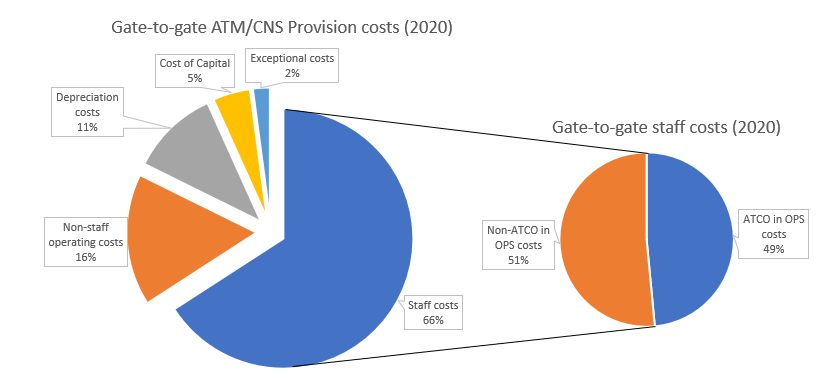 Gate-to-gate ATM/CNS Provision costs (2020)
Cost of Capital
5%
Exceptional costs
2%
Depreciation
costs
11%
Non-staff
operating costs
16%
Staff costs
66%
Gate-to-gate staff costs (2020)
Non-ATCO in
OPS costs
51%
ATCO in OPS
costs
49%